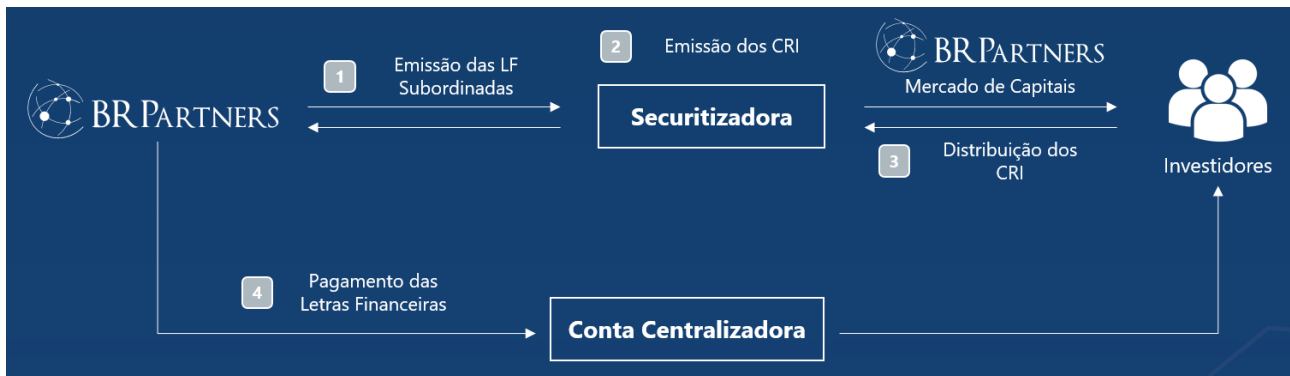 BR PARTNERS
1
Emissão das LF
Subordinadas
2
Emissão dos CRI
Securitizadora
BR PARTNERS
Mercado de Capitais
3
Distribuição dos
CRI
Investidores
4
Pagamento das
Letras Financeiras
Conta Centralizadora